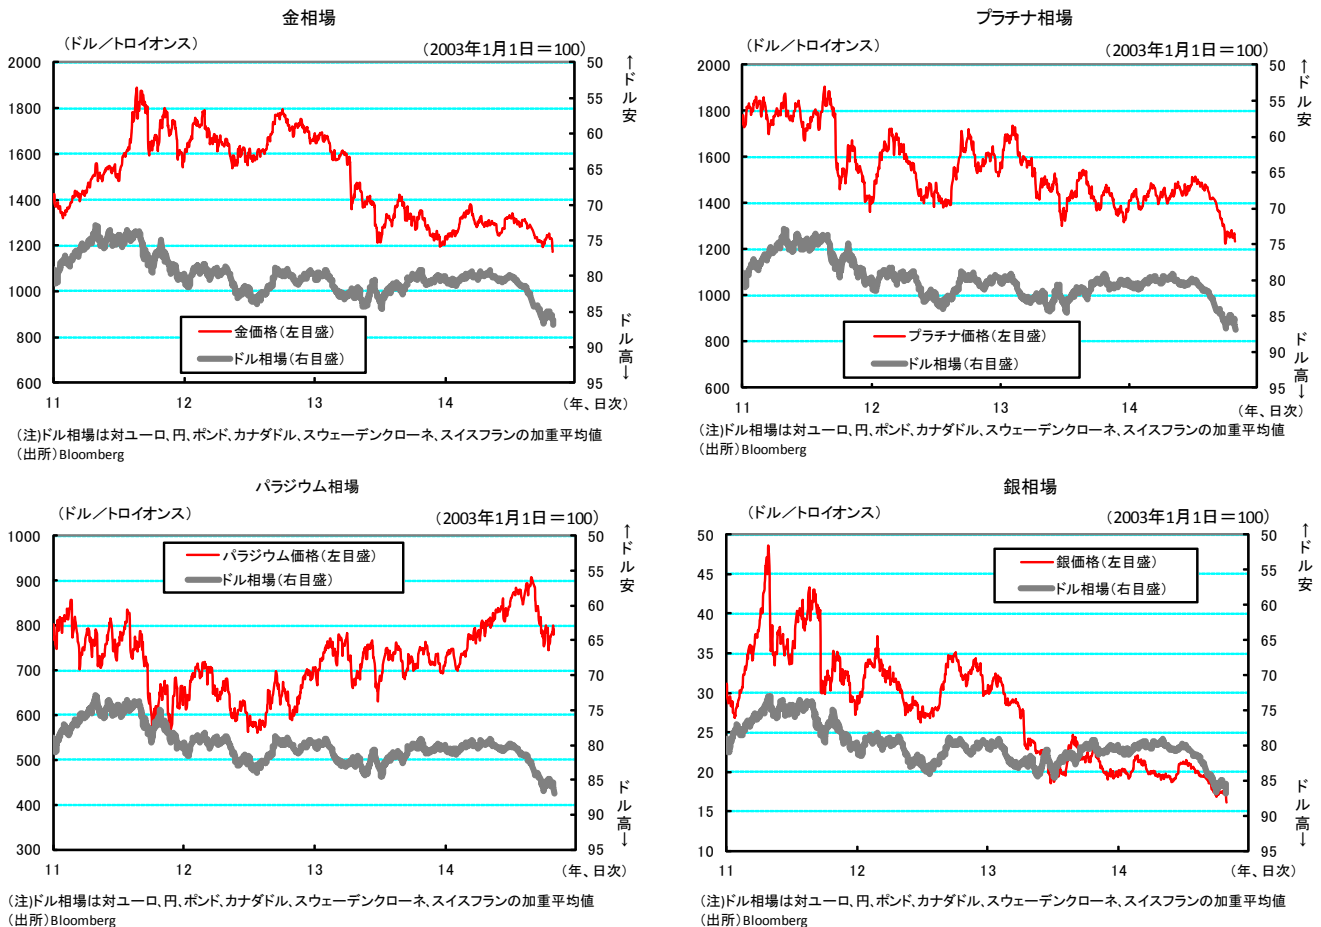 金相場
(ドル/トロイオンス)
(2003年1月1日=100)
2000
1800
1600
1400
1200
1000
800
600
50
55
60
65
70
75
80
85
90
95
↑ドル安
ドル高↓
金価格(左目盛)
ドル相場(右目盛)
11
12
13
14
(年、日次)
(注)ドル相場は対ユーロ、円、ポンド、カナダドル、スウェーデンクローネ、スイスフランの加重平均値
(出所)Bloomberg
プラチナ相場
(ドル/トロイオンス)
(2003年1月1日=100)
2000
1800
1600
1400
1200
1000
800
600
50
55
60
65
70
75
80
85
90
95
↑ドル安
ドル高↓
プラチナ価格(左目盛)
ドル相場(右目盛)
11
12
13
14
(年、日次)
(注)ドル相場は対ユーロ、円、ポンド、カナダドル、スウェーデンクローネ、スイスフランの加重平均値
(出所)Bloomberg
パラジウム相場
(ドル/トロイオンス)
(2003年1月1日=100)
1000
900
800
700
600
500
400
300
50
55
60
65
70
75
80
85
90
95
↑ドル安
ドル高↓
パラジウム価格(左目盛)
ドル相場(右目盛)
11
12
13
14
(年、日次)
(注)ドル相場は対ユーロ、円、ポンド、カナダドル、スウェーデンクローネ、スイスフランの加重平均値
(出所)Bloomberg
銀相場
(ドル/トロイオンス)
(2003年1月1日=100)
50
45
40
35
30
25
20
15
10
50
55
60
65
70
75
80
85
90
95
↑ドル安
ドル高↓
銀価格(左目盛)
ドル相場(右目盛)
11
12
13
14
(年、日次)
(注)ドル相場は対ユーロ、円、ポンド、カナダドル、スウェーデンクローネ、スイスフランの加重平均値
(出所)Bloomberg